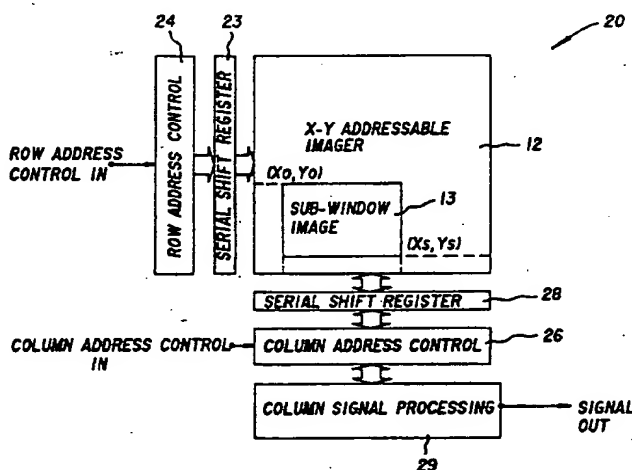 24
23
20
ROW ADDRESS CONTROL
SERIAL SHIFT REGISTER
X-Y ADDRESSABLE
IMAGER
12
ROW ADDRESS
CONTROL IN
(Xo, Yo)
SUB-WINDOW
IMAGE
13
(Xs, Ys)
SERIAL SHIFT REGISTER
28
COLUMN ADDRESS CONTROL
IN
COLUMN ADDRESS CONTROL
26
COLUMN SIGNAL PROCESSING
SIGNAL
OUT
29